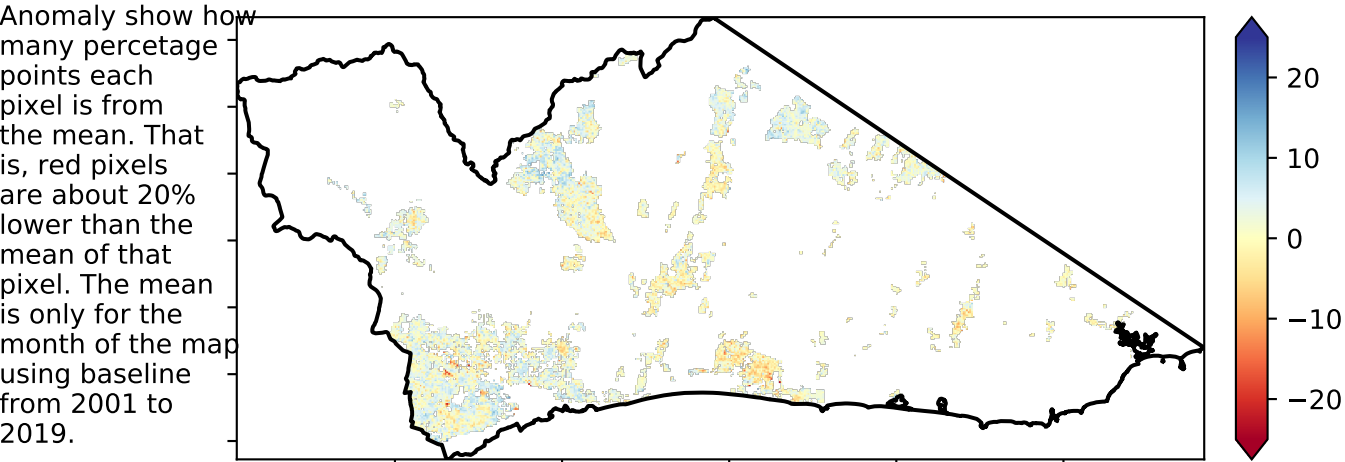 Anomaly show how
many percetage
points each
pixel is from
the mean. That
is, red pixels
are about 20%
lower than the
mean of that
pixel. The mean
is only for the
month of the map
using baseline
from 2001 to
2019.
20
10
0
−10
−20